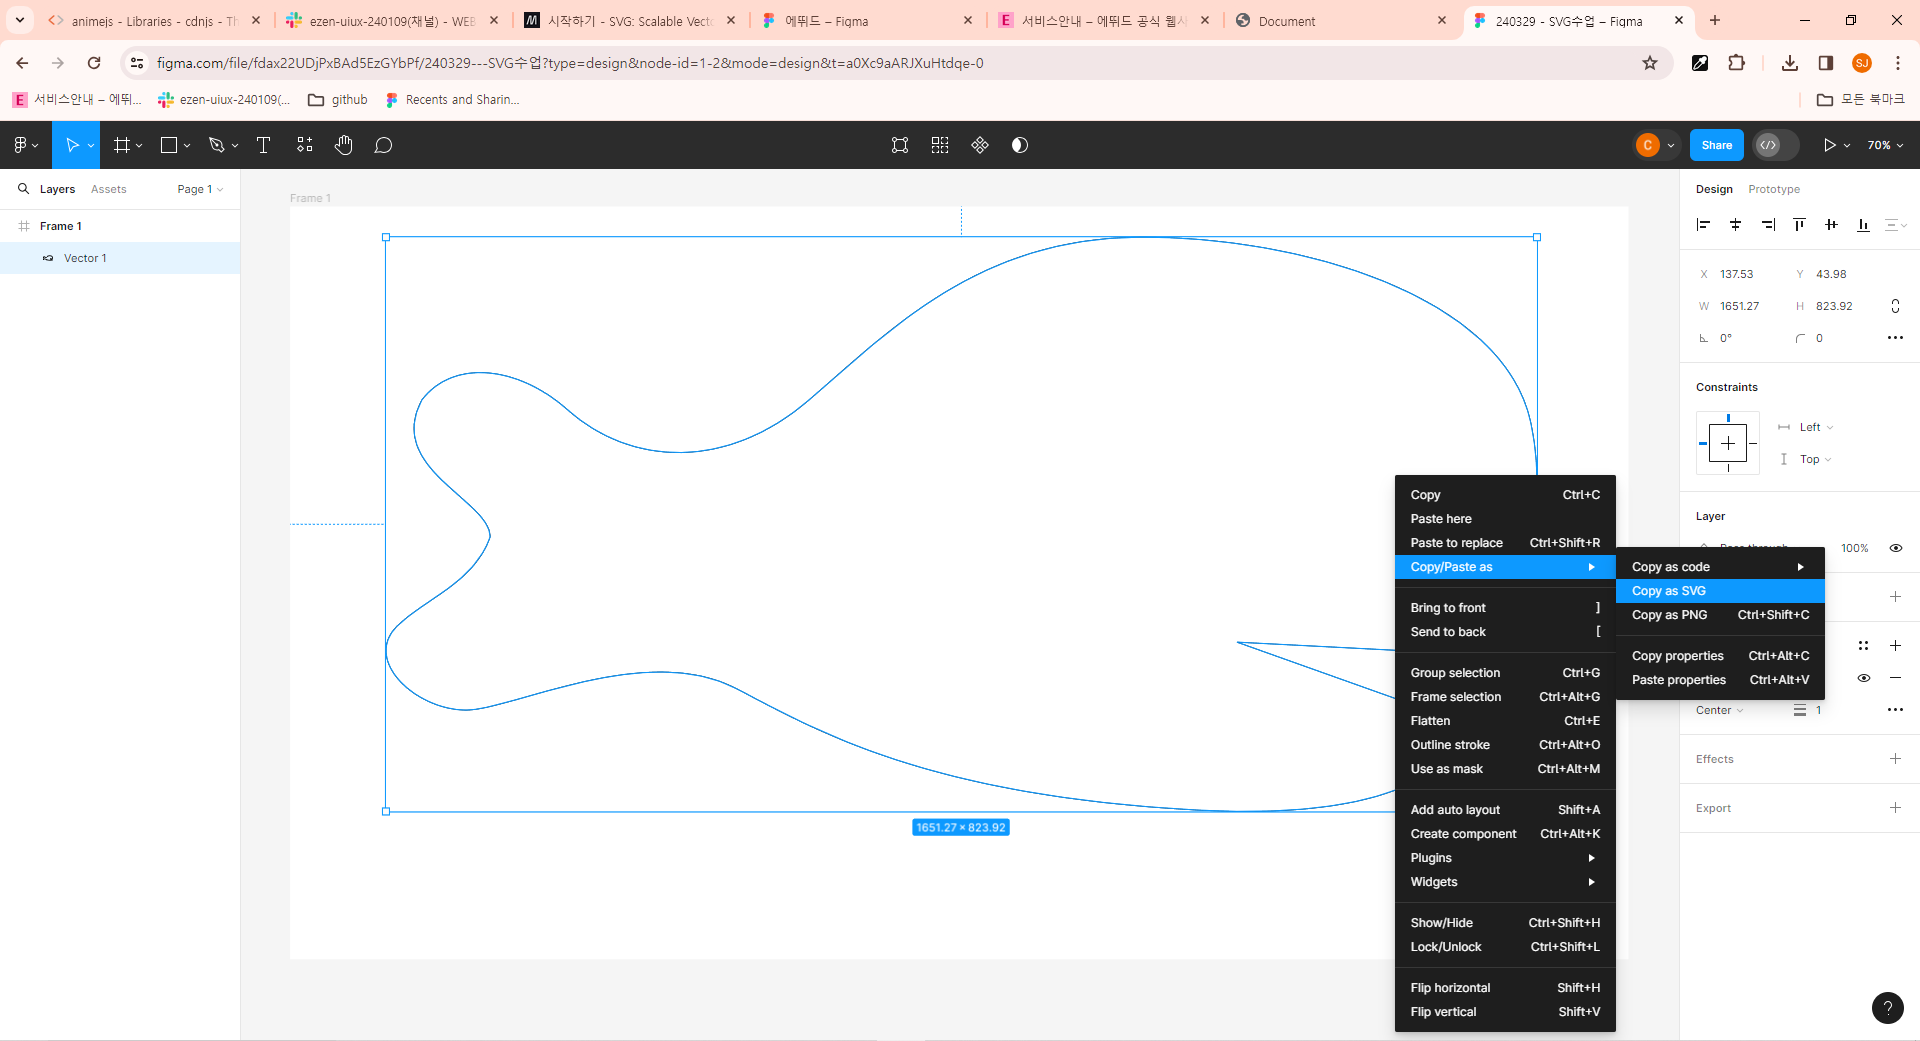 animejs - Libraries - cdnjs - Th
ezen-uiux-240109(채널) - WEB
시작하기 - SVG: Scalable Vecto
에뛰드 – Figma
서비스안내 – 에뛰드 공식 웹사
Document
240329 - SVG수업 – Figma
figma.com/file/fdax22UDjPxBAd5EzGYbPf/240329---SVG수업?type=design&node-id=1-2&mode=design&t=a0Xc9aARJXuHtdqe-0
SJ
서비스안내 – 에뛰...
ezen-uiux-240109(...
github
Recents and Sharin...
모든 북마크
C
Share
70%
Layers
Assets
Page 1
Frame 1
Vector 1
Frame 1
1651.27 × 823.92
Copy Ctrl+C
Paste here
Paste to replace Ctrl+Shift+R
Copy/Paste as
Bring to front ]
Send to back [
Group selection Ctrl+G
Frame selection Ctrl+Alt+G
Flatten Ctrl+E
Outline stroke Ctrl+Alt+O
Use as mask Ctrl+Alt+M
Add auto layout Shift+A
Create component Ctrl+Alt+K
Plugins
Widgets
Show/Hide Ctrl+Shift+H
Lock/Unlock Ctrl+Shift+L
Flip horizontal Shift+H
Flip vertical Shift+V
Copy as code
Copy as SVG
Copy as PNG Ctrl+Shift+C
Copy properties Ctrl+Alt+C
Paste properties Ctrl+Alt+V
Design
Prototype
X 137.53
Y 43.98
W 1651.27
H 823.92
0°
0
Constraints
Left
Top
Layer
100%
Center
1
Effects
Export
?